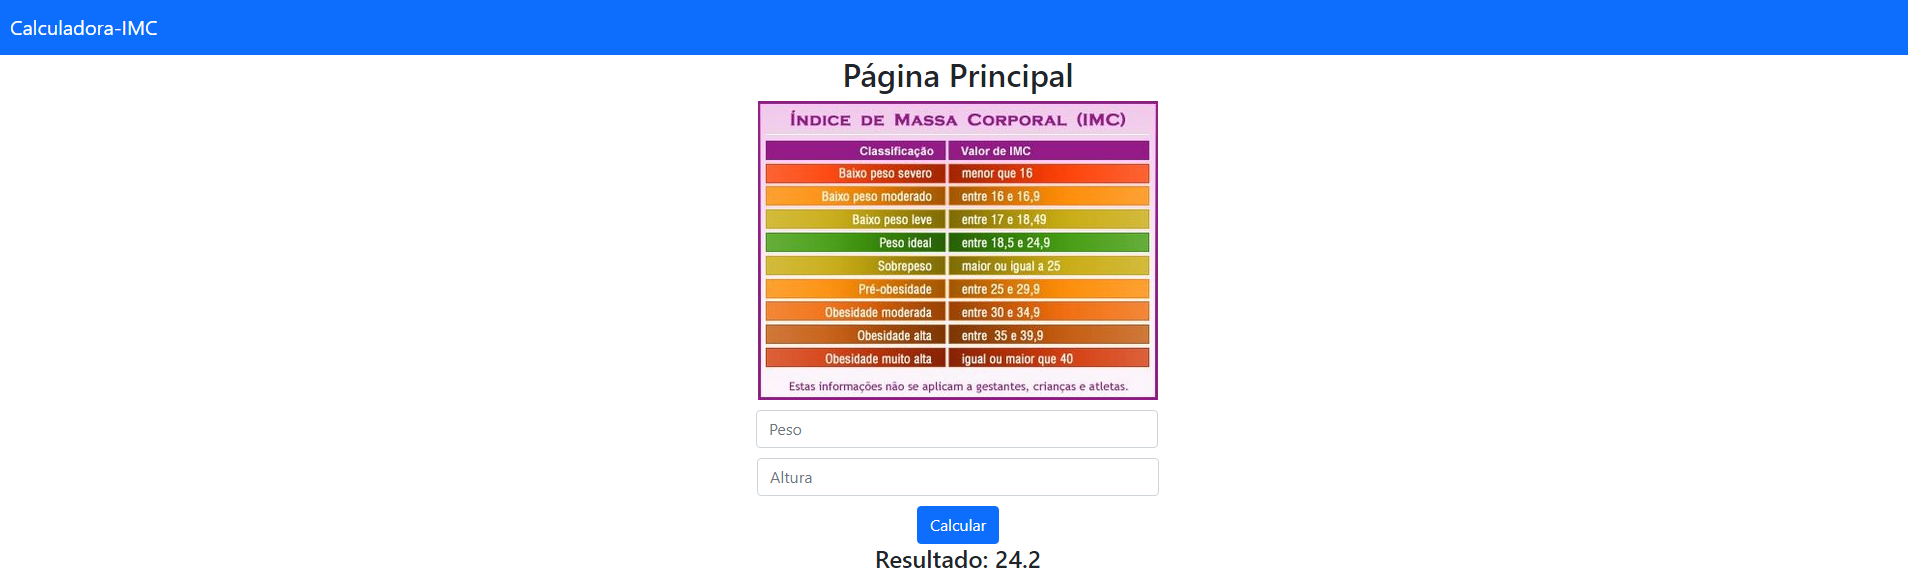 Calculadora-IMC
Página Principal
Índice de Massa Corporal (IMC)
Classificação Valor de IMC
Baixo peso severo menor que 16
Baixo peso moderado entre 16 e 16,9
Baixo peso leve entre 17 e 18,49
Peso ideal entre 18,5 e 24,9
Sobrepeso maior ou igual a 25
Pré-obesidade entre 25 e 29,9
Obesidade moderada entre 30 e 34,9
Obesidade alta entre 35 e 39,9
Obesidade muito alta igual ou maior que 40
Estas informações não se aplicam a gestantes, crianças e atletas.
Peso
Altura
Calcular
Resultado: 24.2